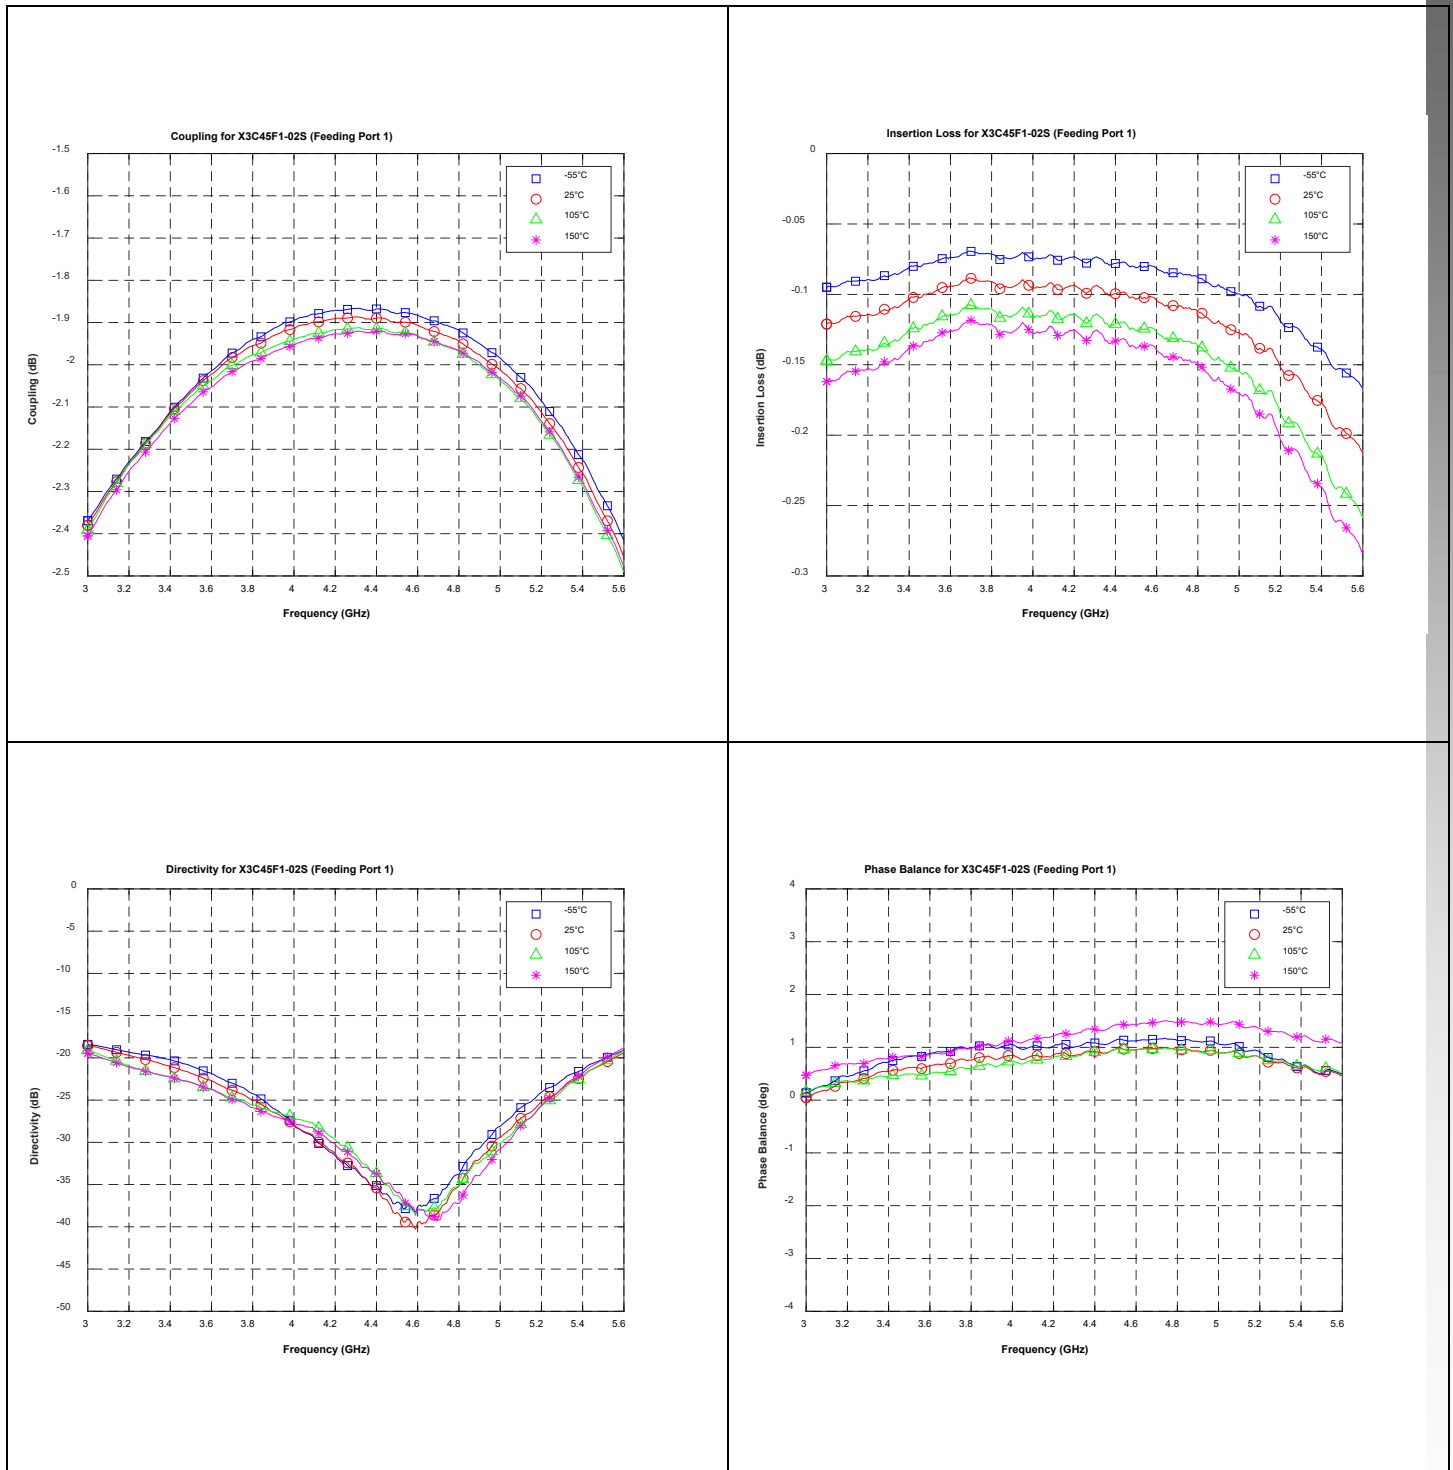 Coupling for X3C45F1-02S (Feeding Port 1)
-1.5
-1.6
-1.7
-1.8
-1.9
-2
-2.1
-2.2
-2.3
-2.4
-2.5
Coupling (dB)
-55°C
25°C
105°C
150°C
3 3.2 3.4 3.6 3.8 4 4.2 4.4 4.6 4.8 5 5.2 5.4 5.6
Frequency (GHz)
Insertion Loss for X3C45F1-02S (Feeding Port 1)
0
-0.05
-0.1
-0.15
-0.2
-0.25
-0.3
Insertion Loss (dB)
-55°C
25°C
105°C
150°C
3 3.2 3.4 3.6 3.8 4 4.2 4.4 4.6 4.8 5 5.2 5.4 5.6
Frequency (GHz)
Directivity for X3C45F1-02S (Feeding Port 1)
0
-5
-10
-15
-20
-25
-30
-35
-40
-45
-50
Directivity (dB)
-55°C
25°C
105°C
150°C
3 3.2 3.4 3.6 3.8 4 4.2 4.4 4.6 4.8 5 5.2 5.4 5.6
Frequency (GHz)
Phase Balance for X3C45F1-02S (Feeding Port 1)
4
3
2
1
0
-1
-2
-3
-4
Phase Balance (deg)
-55°C
25°C
105°C
150°C
3 3.2 3.4 3.6 3.8 4 4.2 4.4 4.6 4.8 5 5.2 5.4 5.6
Frequency (GHz)